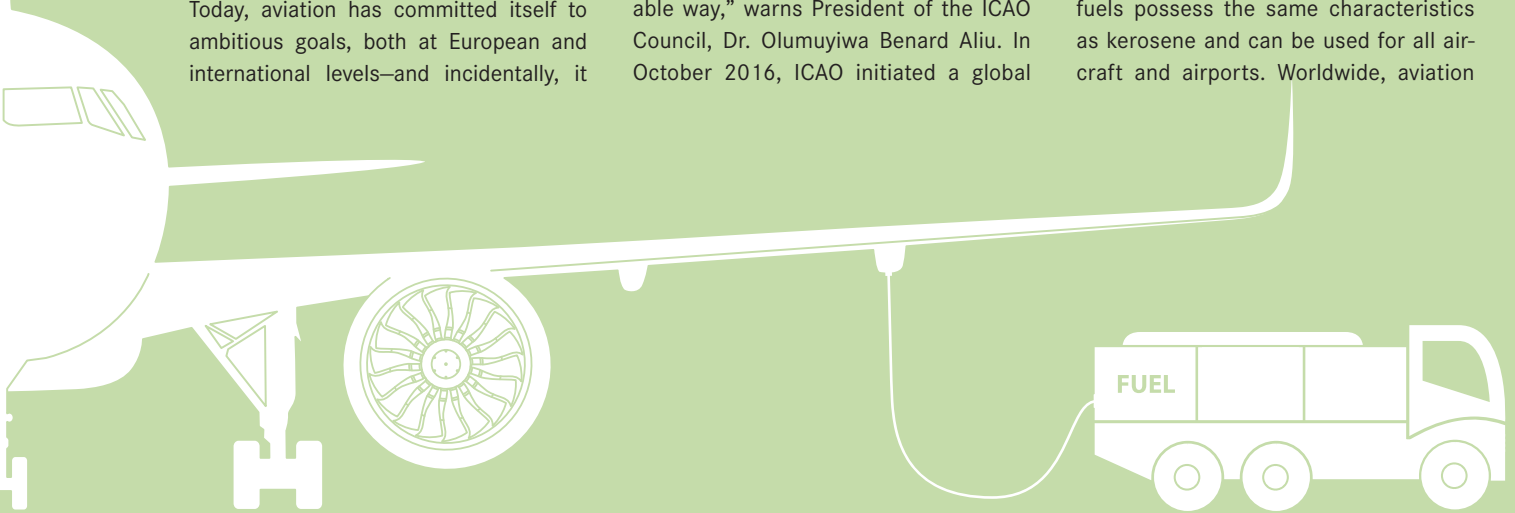 Today, aviation has committed itself to
ambitious goals, both at European and
international levels—and incidentally, it
able way,” warns President of the ICAO
Council, Dr. Olumuyiwa Benard Aliu. In
October 2016, ICAO initiated a global
fuels possess the same characteristics
as kerosene and can be used for all air-
craft and airports. Worldwide, aviation
FUEL